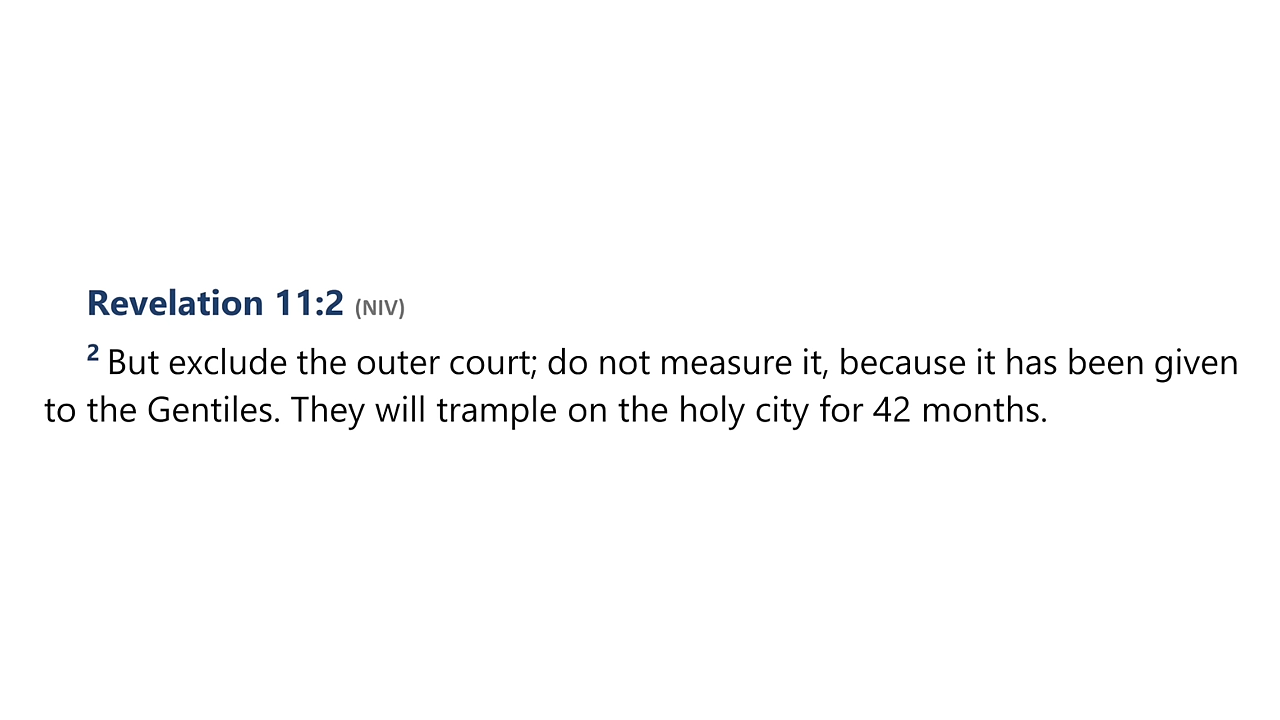 Revelation 11:2 (NIV)
2 But exclude the outer court; do not measure it, because it has been given
to the Gentiles. They will trample on the holy city for 42 months.